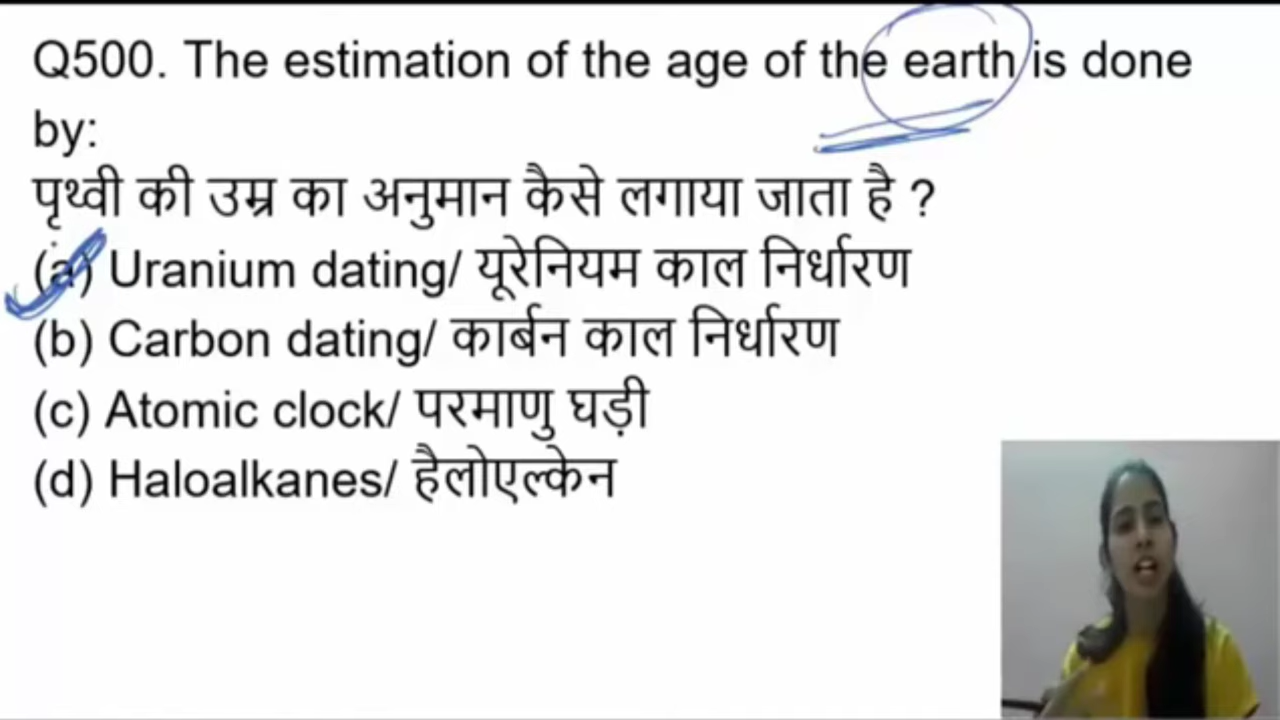 Q500. The estimation of the age of the earth is done
by:
पृथ्वी की उम्र का अनुमान कैसे लगाया जाता है ?
(a) Uranium dating/ यूरेनियम काल निर्धारण
(b) Carbon dating/ कार्बन काल निर्धारण
(c) Atomic clock/ परमाणु घड़ी
(d) Haloalkanes/ हैलोएल्केन